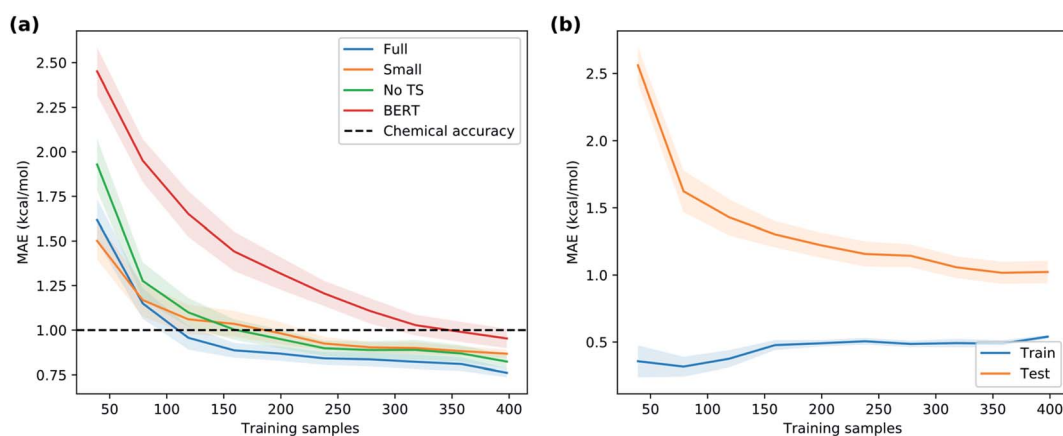 (a)
MAE (kcal/mol)
2.50
2.25
2.00
1.75
1.50
1.25
1.00
0.75
Full
Small
No TS
BERT
Chemical accuracy
50 100 150 200 250 300 350 400
Training samples
(b)
MAE (kcal/mol)
2.5
2.0
1.5
1.0
0.5
Train
Test
50 100 150 200 250 300 350 400
Training samples